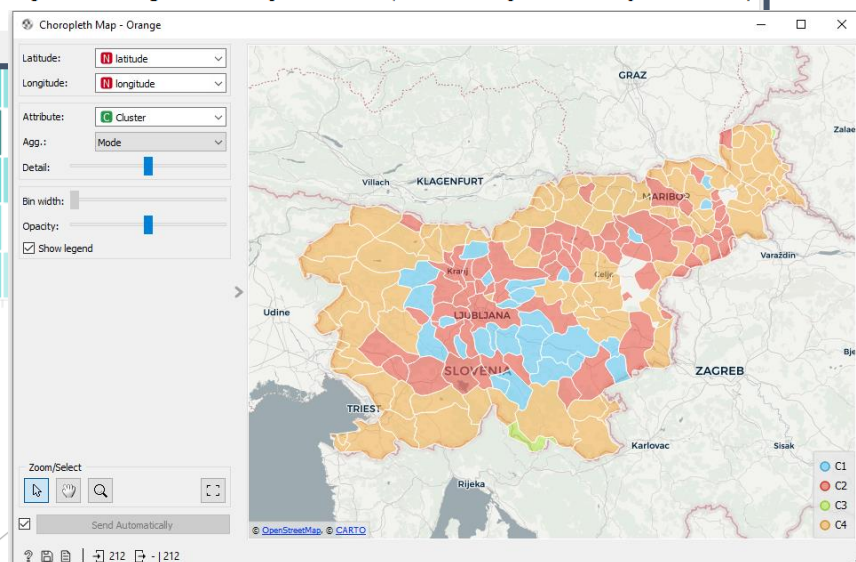 Choropleth Map - Orange
Latitude: N latitude
Longitude: N longitude
Attribute: C Cluster
Agg.: Mode
Detail:
Bin width:
Opacity:
Show legend
Zoom/Select
Send Automatically
? 212 - | 212
GRAZ
Zalae
Villach KLAGENFURT
MARIBOR
Varaždin
Kranj
Celje
Udine
LJUBLJANA
Bje
SLOVENIA
ZAGREB
TRIEST
Karlovac
Sisak
Rijeka
© OpenStreetMap, © CARTO
C1
C2
C3
C4